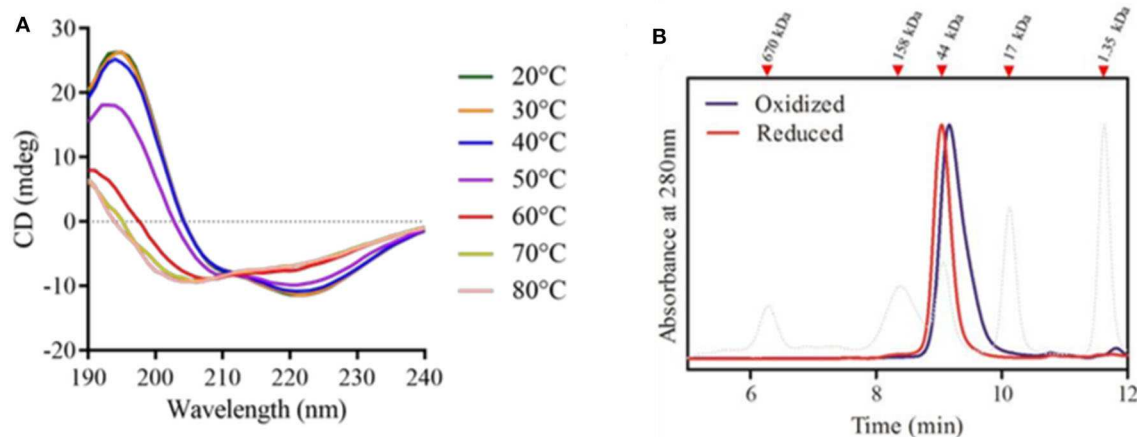 A
30
20
10
0
-10
-20
CD (mdeg)
190 200 210 220 230 240
Wavelength (nm)
20°C
30°C
40°C
50°C
60°C
70°C
80°C
B
670 kDa 158 kDa 44 kDa 17 kDa 1.35 kDa
Oxidized
Reduced
Absorbance at 280nm
6 8 10 12
Time (min)